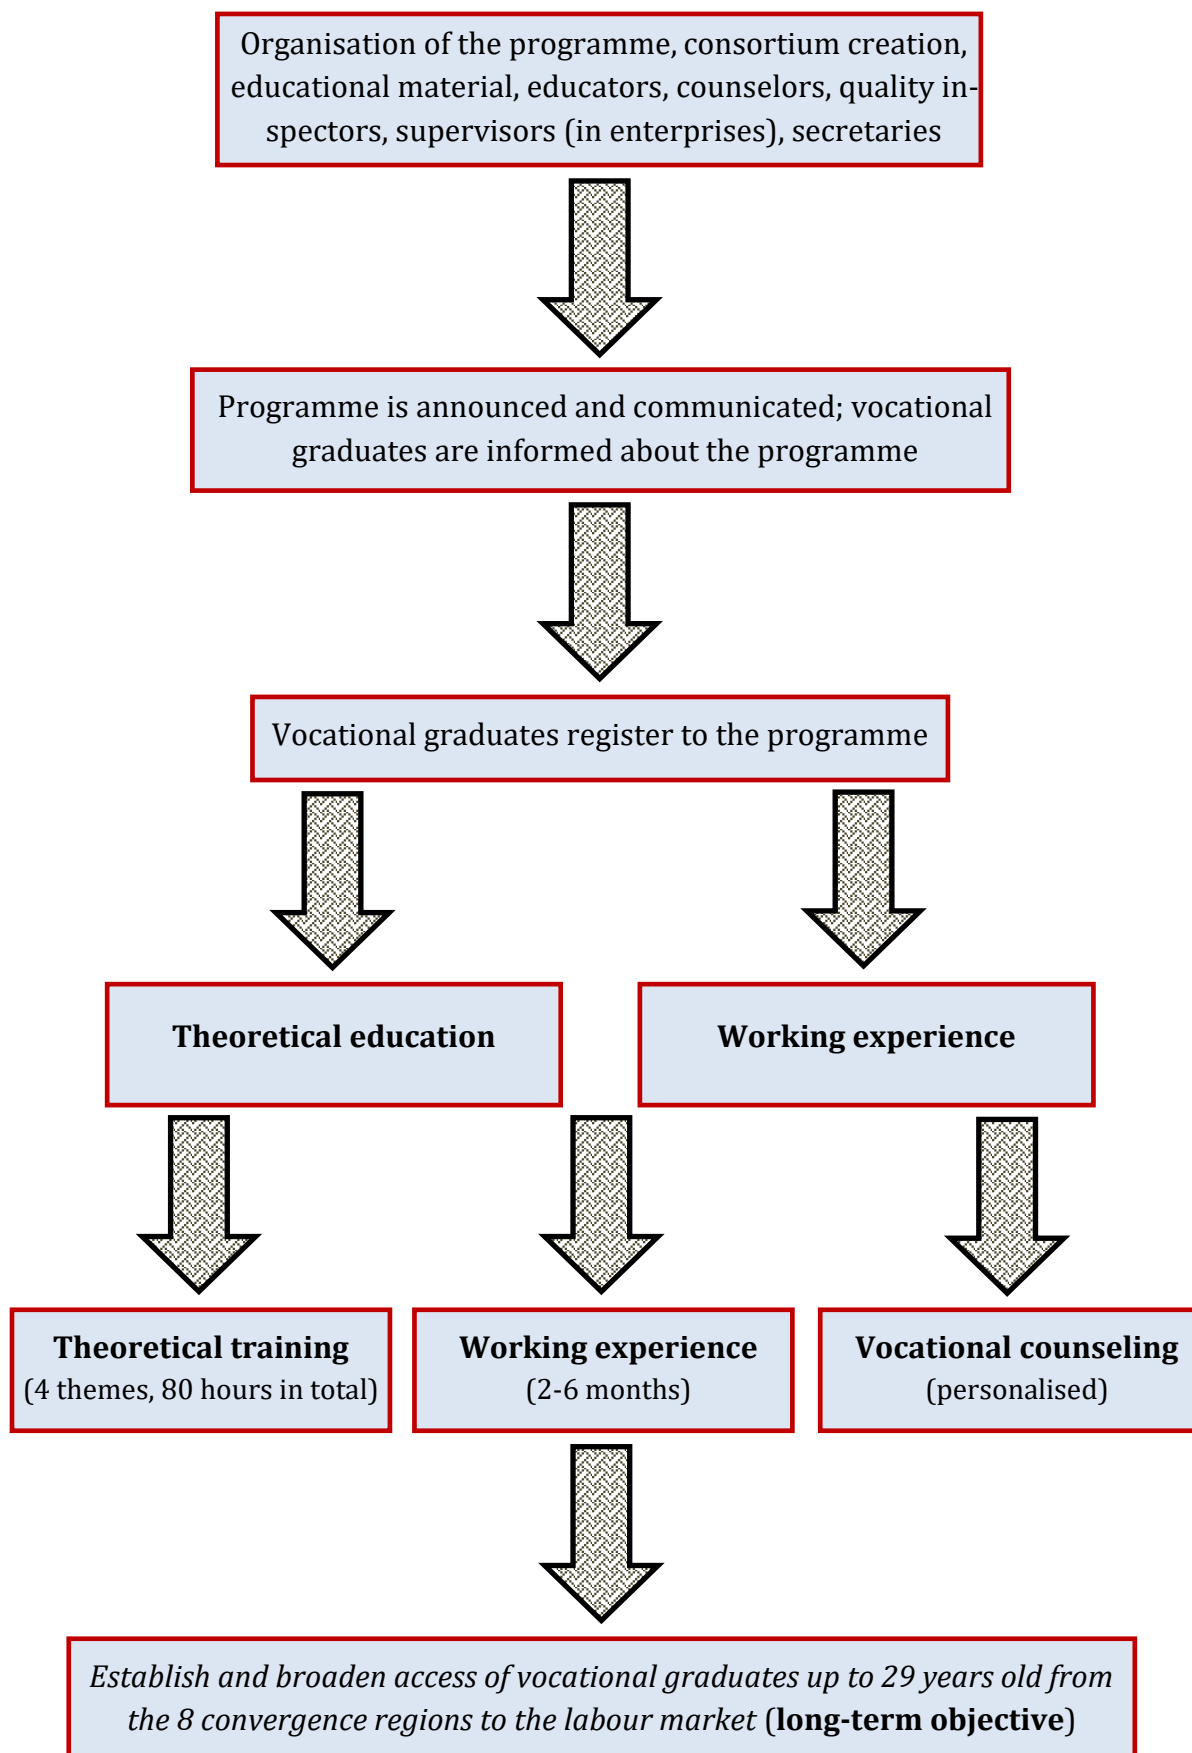 Organisation of the programme, consortium creation,
educational material, educators, counselors, quality in-
spectors, supervisors (in enterprises), secretaries
Programme is announced and communicated; vocational
graduates are informed about the programme
Vocational graduates register to the programme
Theoretical education
Working experience
Theoretical training
(4 themes, 80 hours in total)
Working experience
(2-6 months)
Vocational counseling
(personalised)
Establish and broaden access of vocational graduates up to 29 years old from
the 8 convergence regions to the labour market (long-term objective)